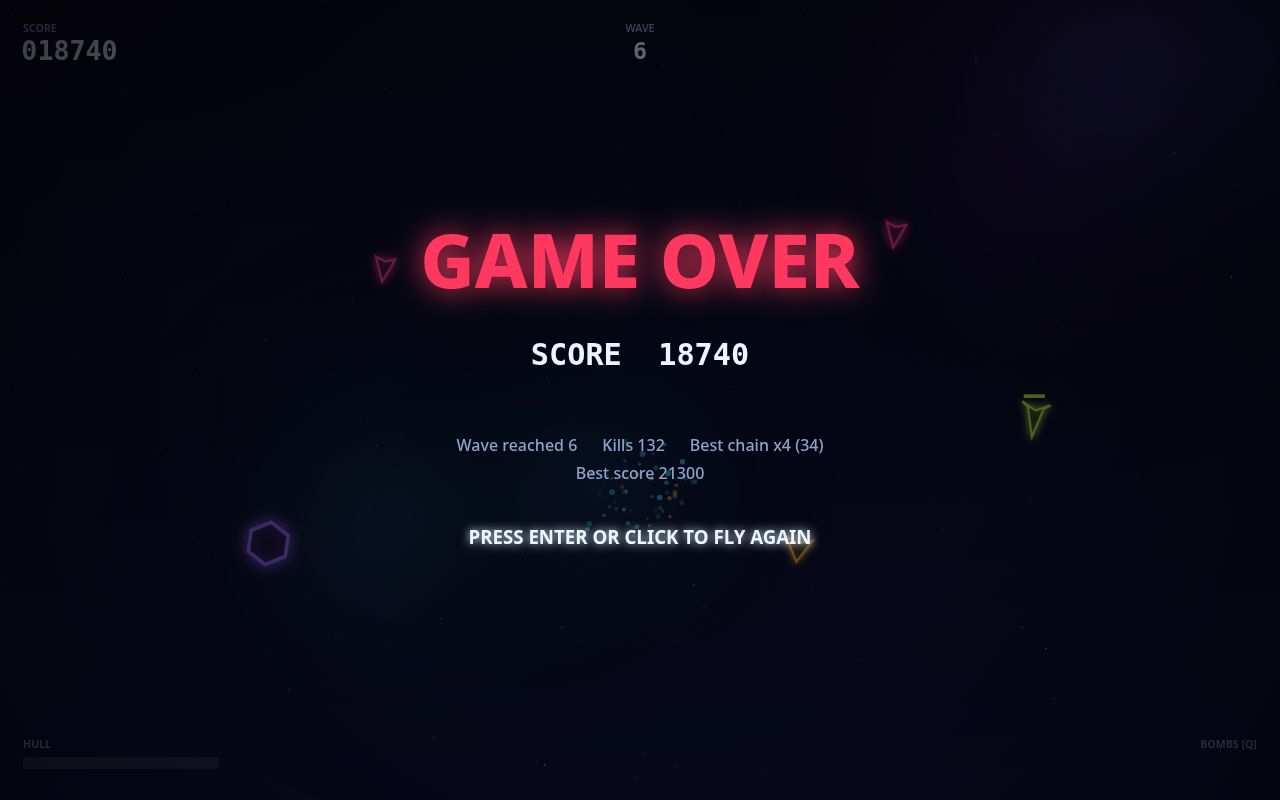 SCORE
018740
WAVE
6
GAME OVER
SCORE 18740
Wave reached 6 Kills 132 Best chain x4 (34)
Best score 21300
PRESS ENTER OR CLICK TO FLY AGAIN
HULL
BOMBS [Q]